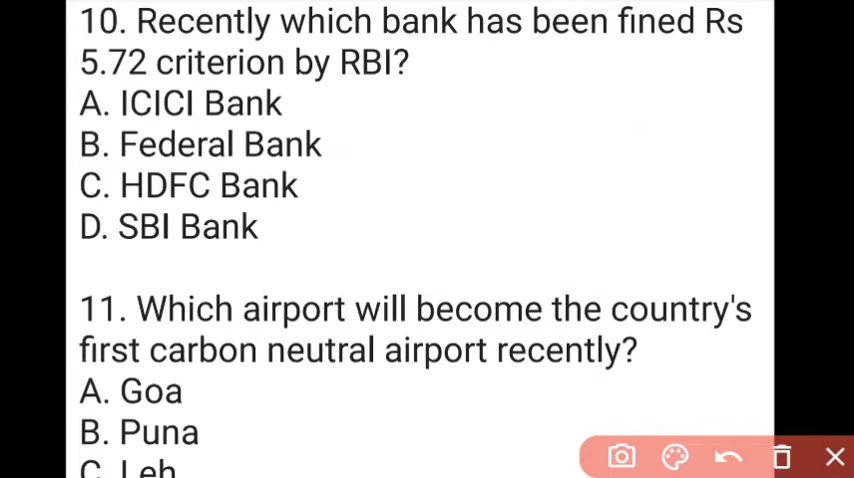 10. Recently which bank has been fined Rs
5.72 criterion by RBI?
A. ICICI Bank
B. Federal Bank
C. HDFC Bank
D. SBI Bank
11. Which airport will become the country's
first carbon neutral airport recently?
A. Goa
B. Puna
C. Leh